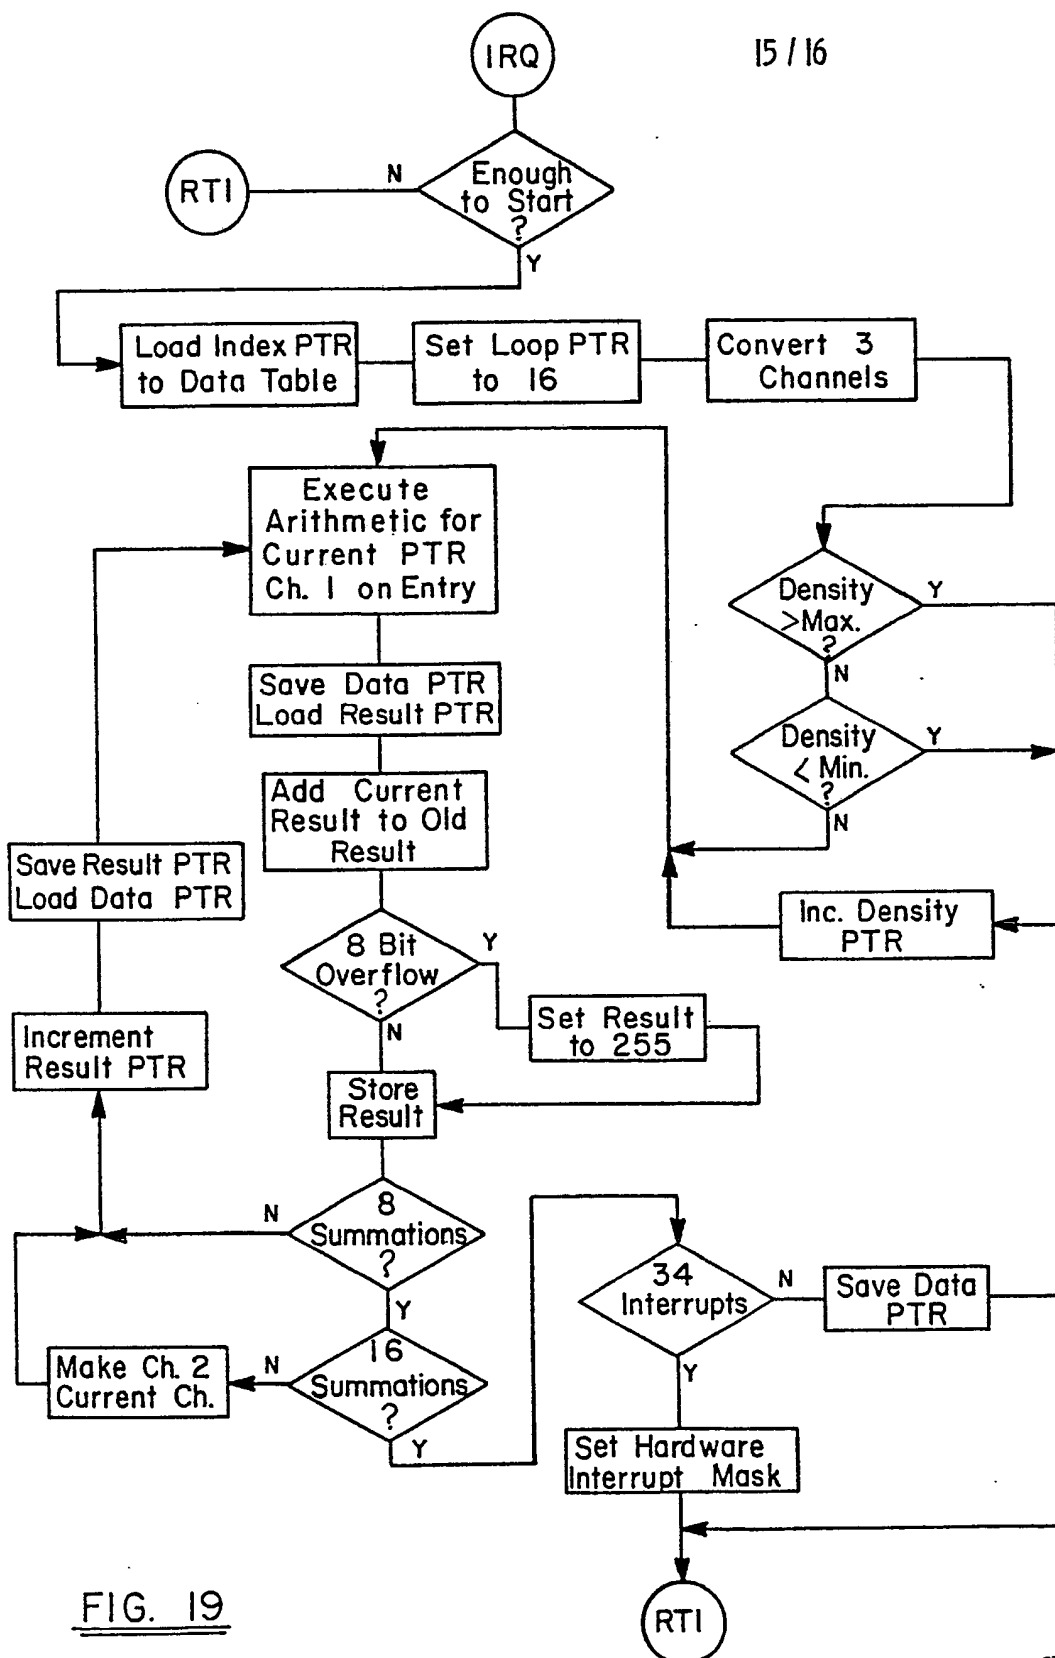 IRQ
15 / 16
RTI
N
Enough
to Start
?
Y
Load Index PTR
to Data Table
Set Loop PTR
to 16
Convert 3
Channels
Execute
Arithmetic for
Current PTR
Ch. 1 on Entry
Density
>Max.
?
Y
N
Save Data PTR
Load Result PTR
Density
< Min.
?
Y
N
Add Current
Result to Old
Result
Save Result PTR
Load Data PTR
Inc. Density
PTR
8 Bit
Overflow
?
Y
N
Set Result
to 255
Increment
Result PTR
Store
Result
8
Summations
?
N
Y
34
Interrupts
N
Y
Save Data
PTR
16
Summations
?
N
Y
Make Ch. 2
Current Ch.
Set Hardware
Interrupt Mask
RTI
FIG. 19